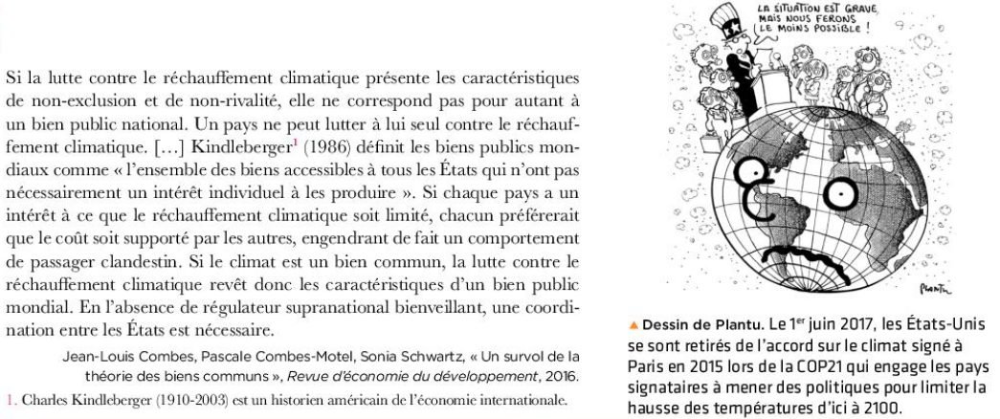 Si la lutte contre le réchauffement climatique présente les caractéristiques
de non-exclusion et de non-rivalité, elle ne correspond pas pour autant à
un bien public national. Un pays ne peut lutter à lui seul contre le réchauf-
fement climatique. […] Kindleberger¹ (1986) définit les biens publics mon-
diaux comme « l’ensemble des biens accessibles à tous les États qui n’ont pas
nécessairement un intérêt individuel à les produire ». Si chaque pays a un
intérêt à ce que le réchauffement climatique soit limité, chacun préférerait
que le coût soit supporté par les autres, engendrant de fait un comportement
de passager clandestin. Si le climat est un bien commun, la lutte contre le
réchauffement climatique revêt donc les caractéristiques d’un bien public
mondial. En l’absence de régulateur supranational bienveillant, une coordi-
nation entre les États est nécessaire.
Jean-Louis Combes, Pascale Combes-Motel, Sonia Schwartz, « Un survol de la
théorie des biens communs », Revue d’économie du développement, 2016.
1. Charles Kindleberger (1910-2003) est un historien américain de l’économie internationale.
LA SITUATION EST GRAVE,
MAIS NOUS FERONS
LE MOINS POSSIBLE !
PLANTU
▲ Dessin de Plantu. Le 1er juin 2017, les États-Unis
se sont retirés de l’accord sur le climat signé à
Paris en 2015 lors de la COP21 qui engage les pays
signataires à mener des politiques pour limiter la
hausse des températures d’ici à 2100.